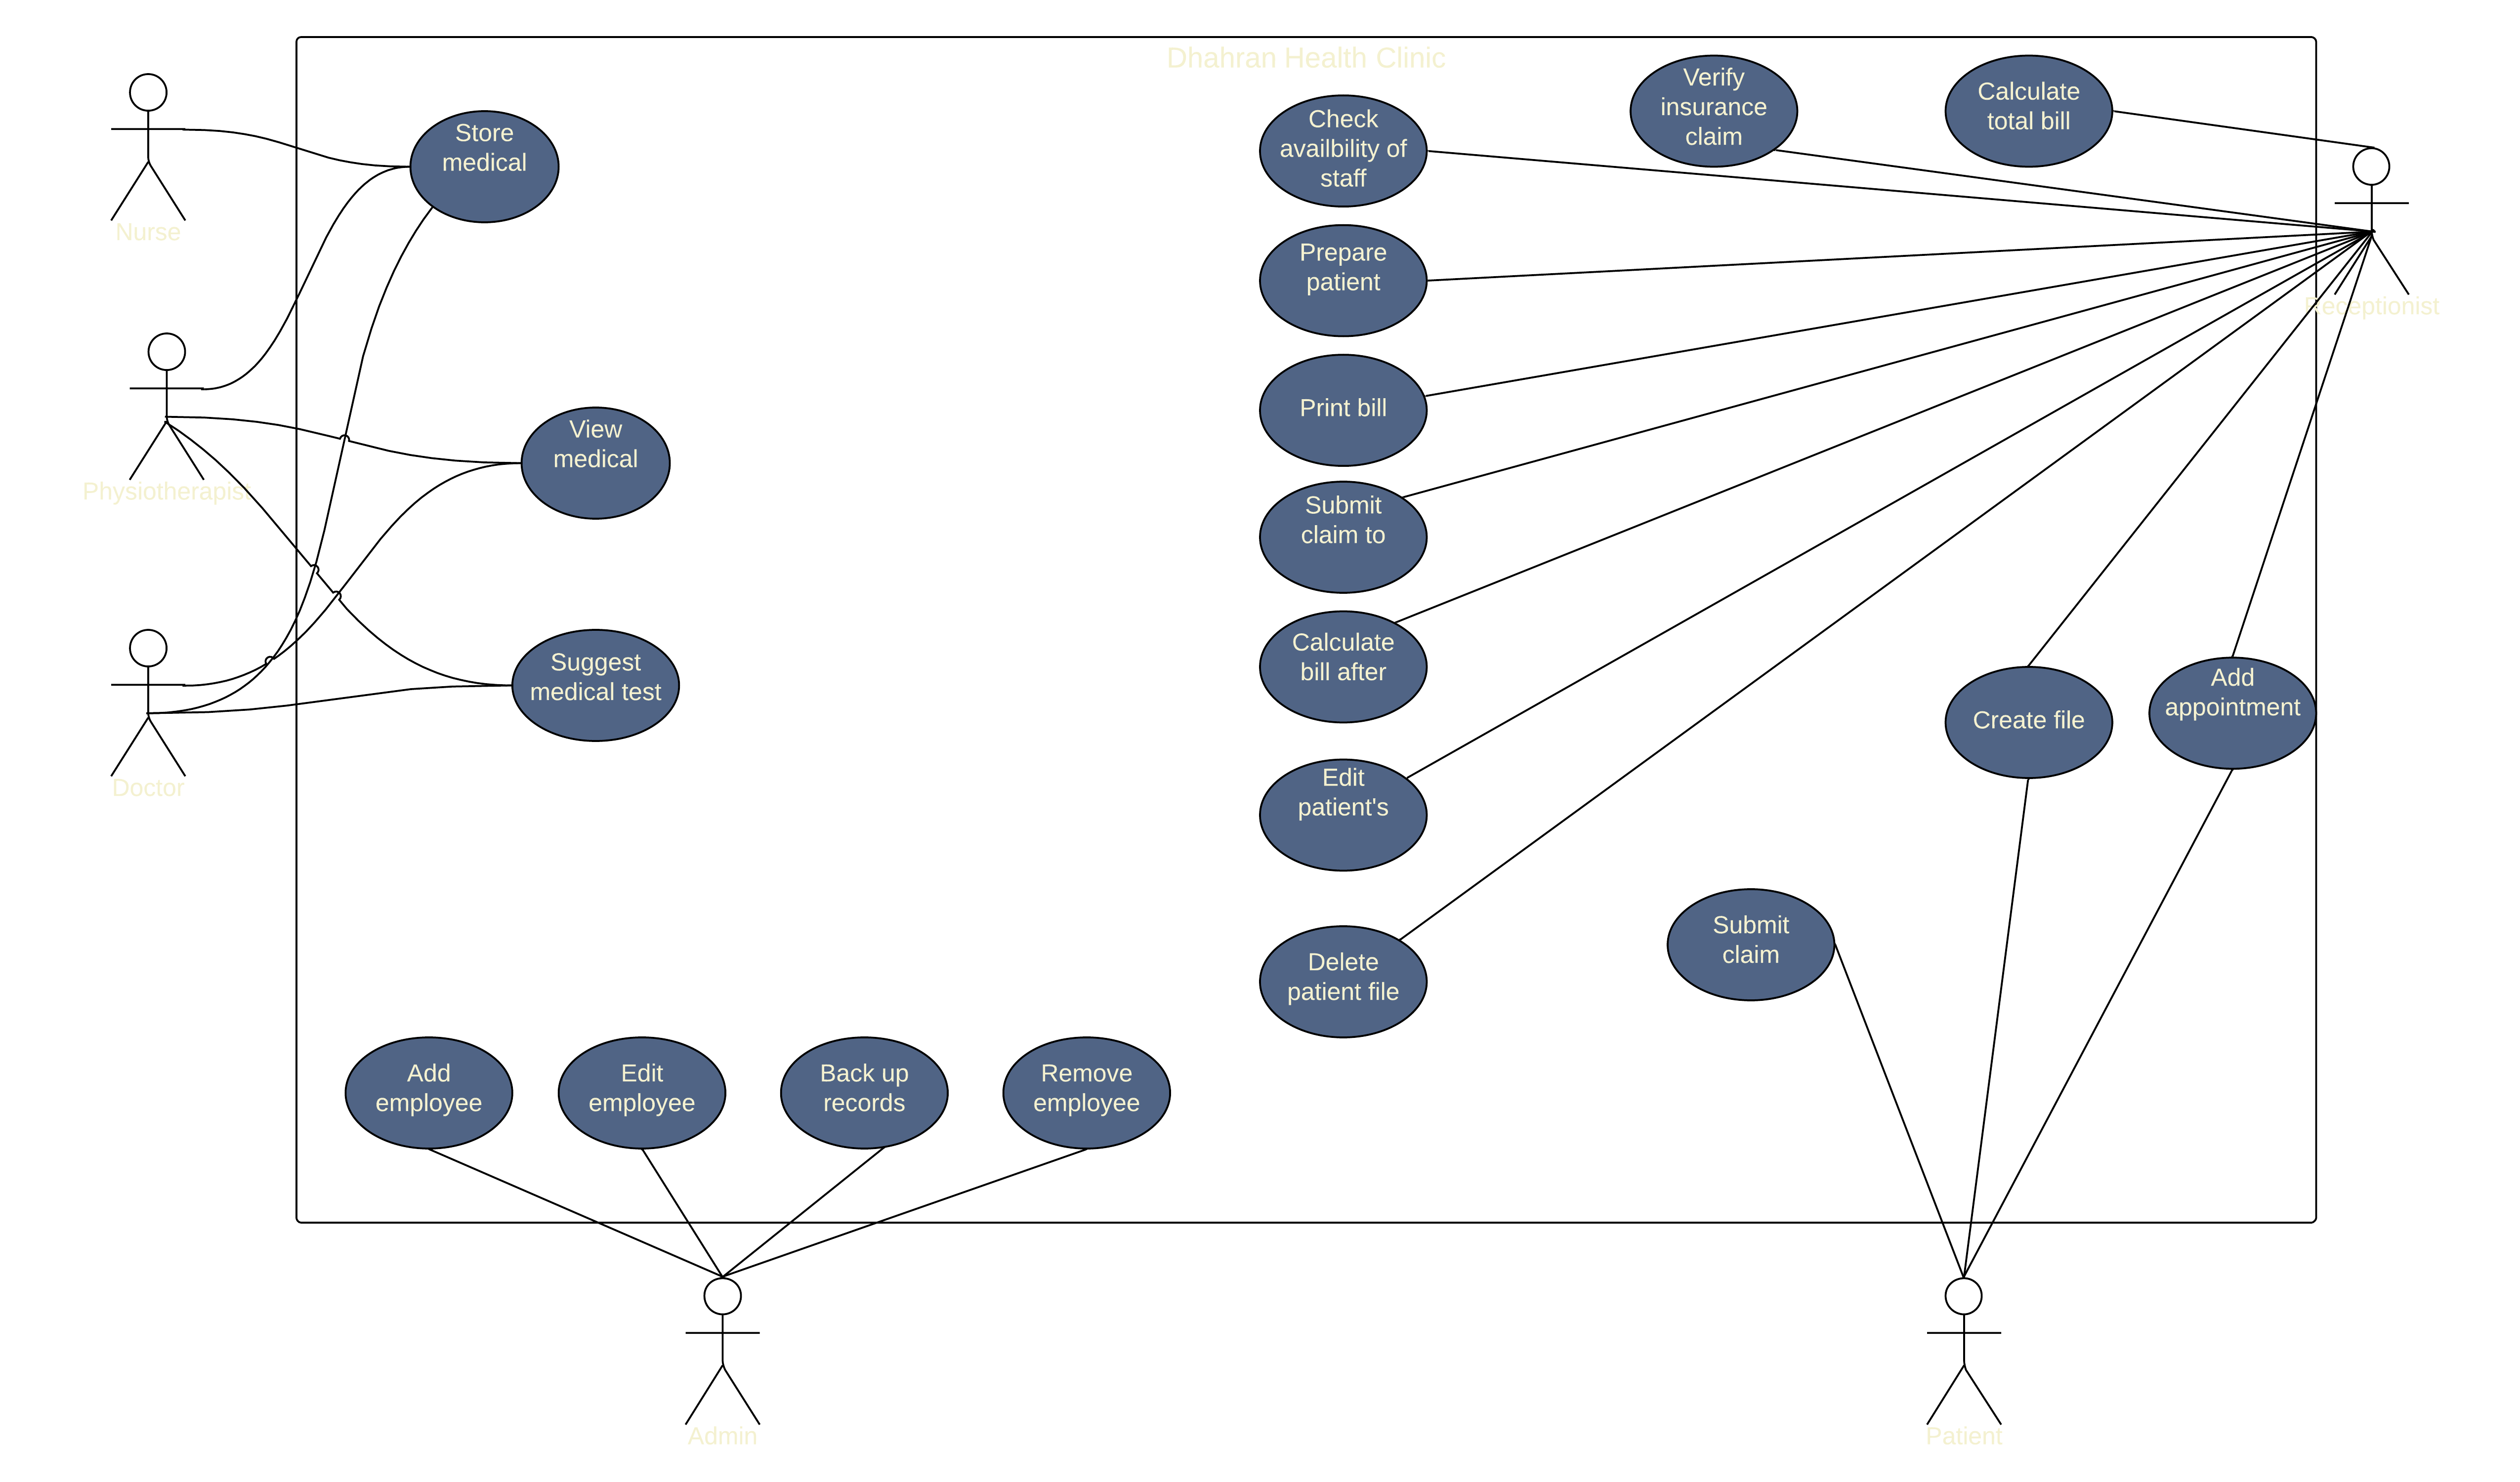 Dhahran Health Clinic
Verify
insurance
claim
Calculate
total bill
Check
availbility of
staff
Store
medical
Nurse
Prepare
patient
Receptionist
Print bill
View
medical
Physiotherapist
Submit
claim to
Calculate
bill after
Suggest
medical test
Create file
Add
appointment
Doctor
Edit
patient's
Submit
claim
Delete
patient file
Add
employee
Edit
employee
Back up
records
Remove
employee
Admin
Patient